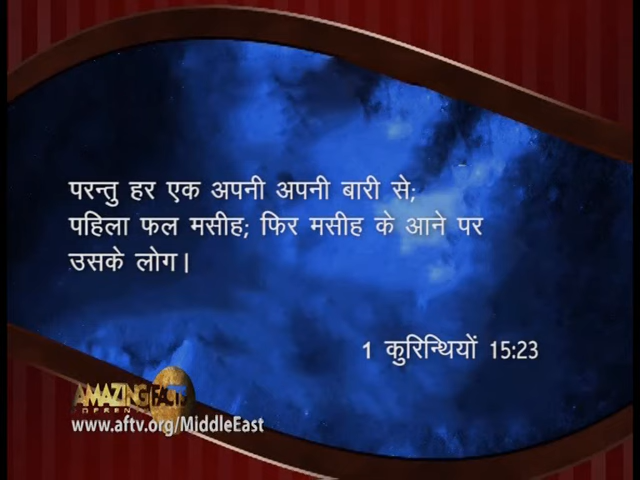 परन्तु हर एक अपनी अपनी बारी से;
पहिला फल मसीह; फिर मसीह के आने पर
उसके लोग।
1 कुरिन्थियों 15:23
AMAZING FACTS
www.aftv.org/MiddleEast